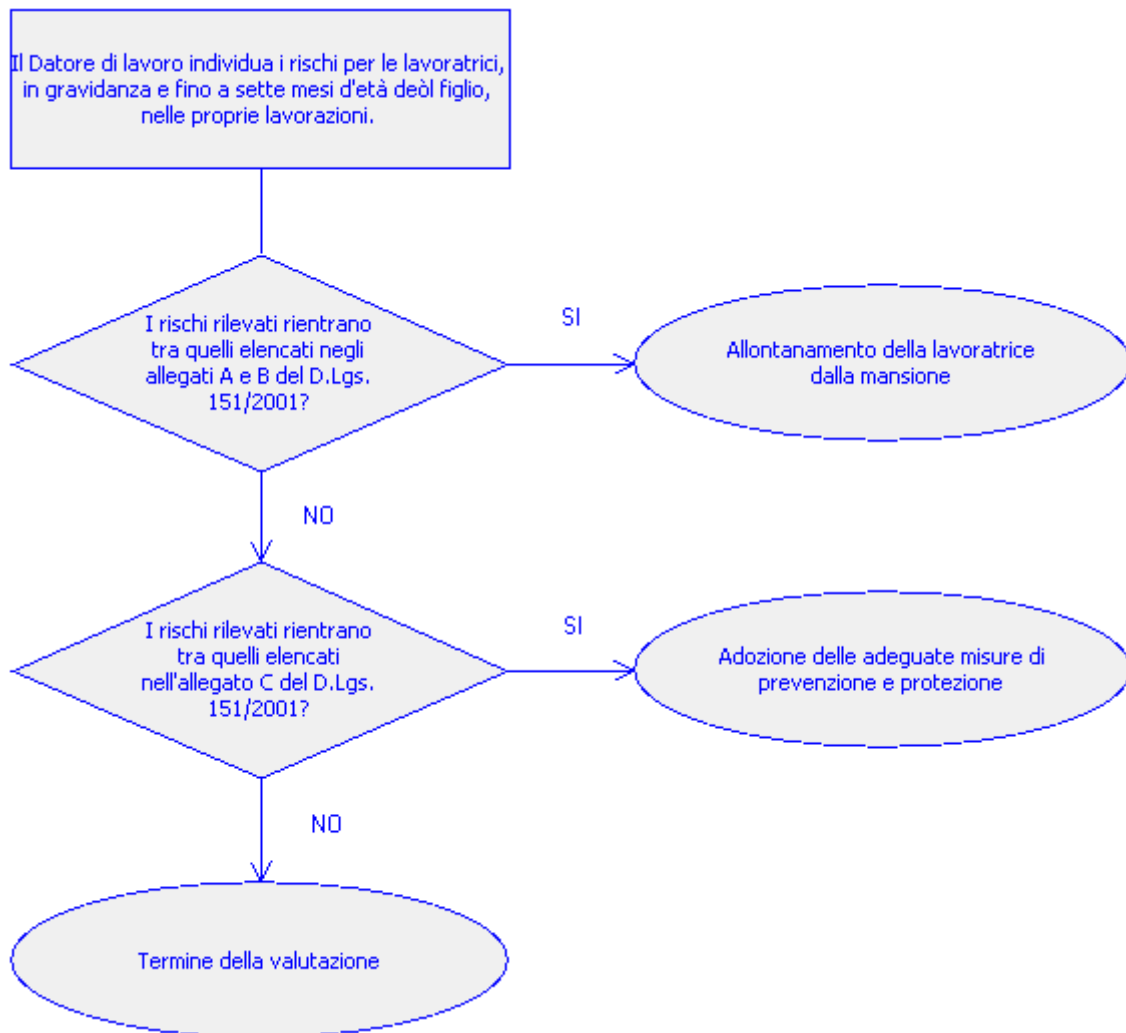 Il Datore di lavoro individua i rischi per le lavoratrici,
in gravidanza e fino a sette mesi d'età deòl figlio,
nelle proprie lavorazioni.
I rischi rilevati rientrano
tra quelli elencati negli
allegati A e B del D.Lgs.
151/2001?
SI
Allontanamento della lavoratrice
dalla mansione
NO
I rischi rilevati rientrano
tra quelli elencati
nell'allegato C del D.Lgs.
151/2001?
SI
Adozione delle adeguate misure di
prevenzione e protezione
NO
Termine della valutazione